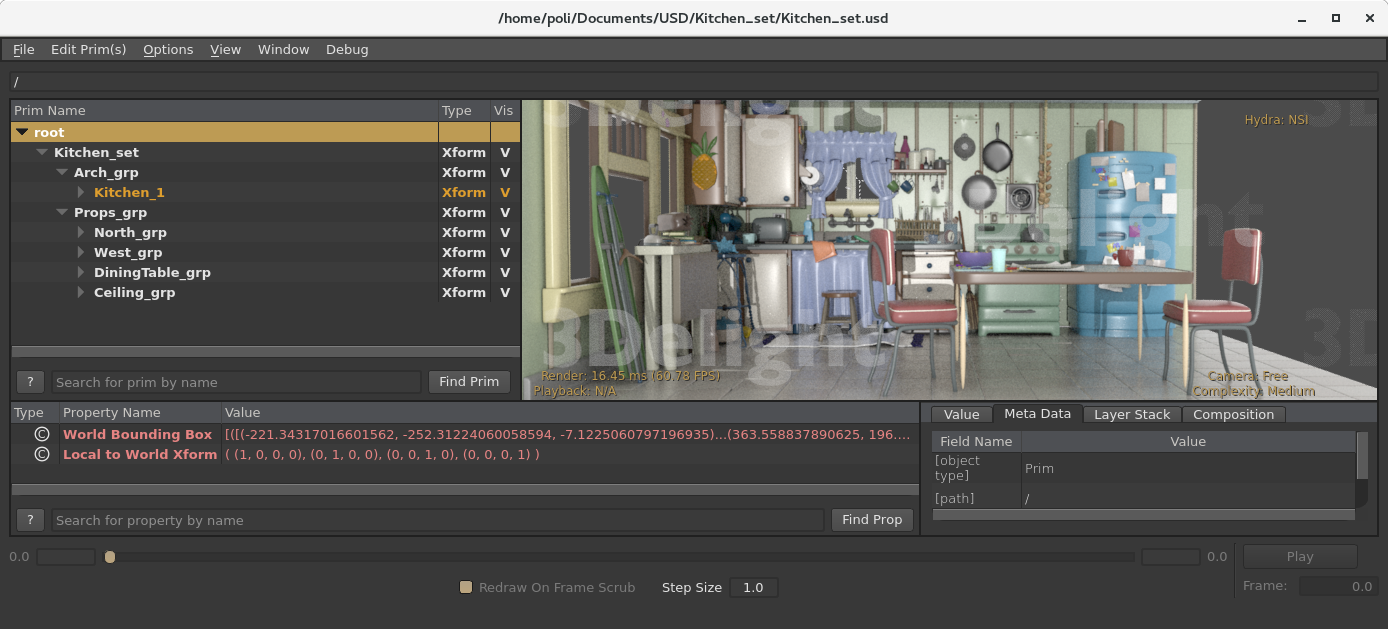 /home/poli/Documents/USD/Kitchen_set/Kitchen_set.usd
File Edit Prim(s) Options View Window Debug
/
Prim Name Type Vis
root
Kitchen_set Xform V
Arch_grp Xform V
Kitchen_1 Xform V
Props_grp Xform V
North_grp Xform V
West_grp Xform V
DiningTable_grp Xform V
Ceiling_grp Xform V
? Search for prim by name Find Prim
3Delight
Hydra: NSI
3D
Delight
3Delight
3D
Render: 16.45 ms (60.78 FPS)
Playback: N/A
Camera: Free
Complexity: Medium
Type Property Name Value
© World Bounding Box [([(-221.34317016601562, -252.31224060058594, -7.1225060797196935)...(363.558837890625, 196....
© Local to World Xform ( (1, 0, 0, 0), (0, 1, 0, 0), (0, 0, 1, 0), (0, 0, 0, 1) )
? Search for property by name Find Prop
Value Meta Data Layer Stack Composition
Field Name Value
[object type] Prim
[path] /
0.0 0.0 Play
Redraw On Frame Scrub Step Size 1.0 Frame: 0.0